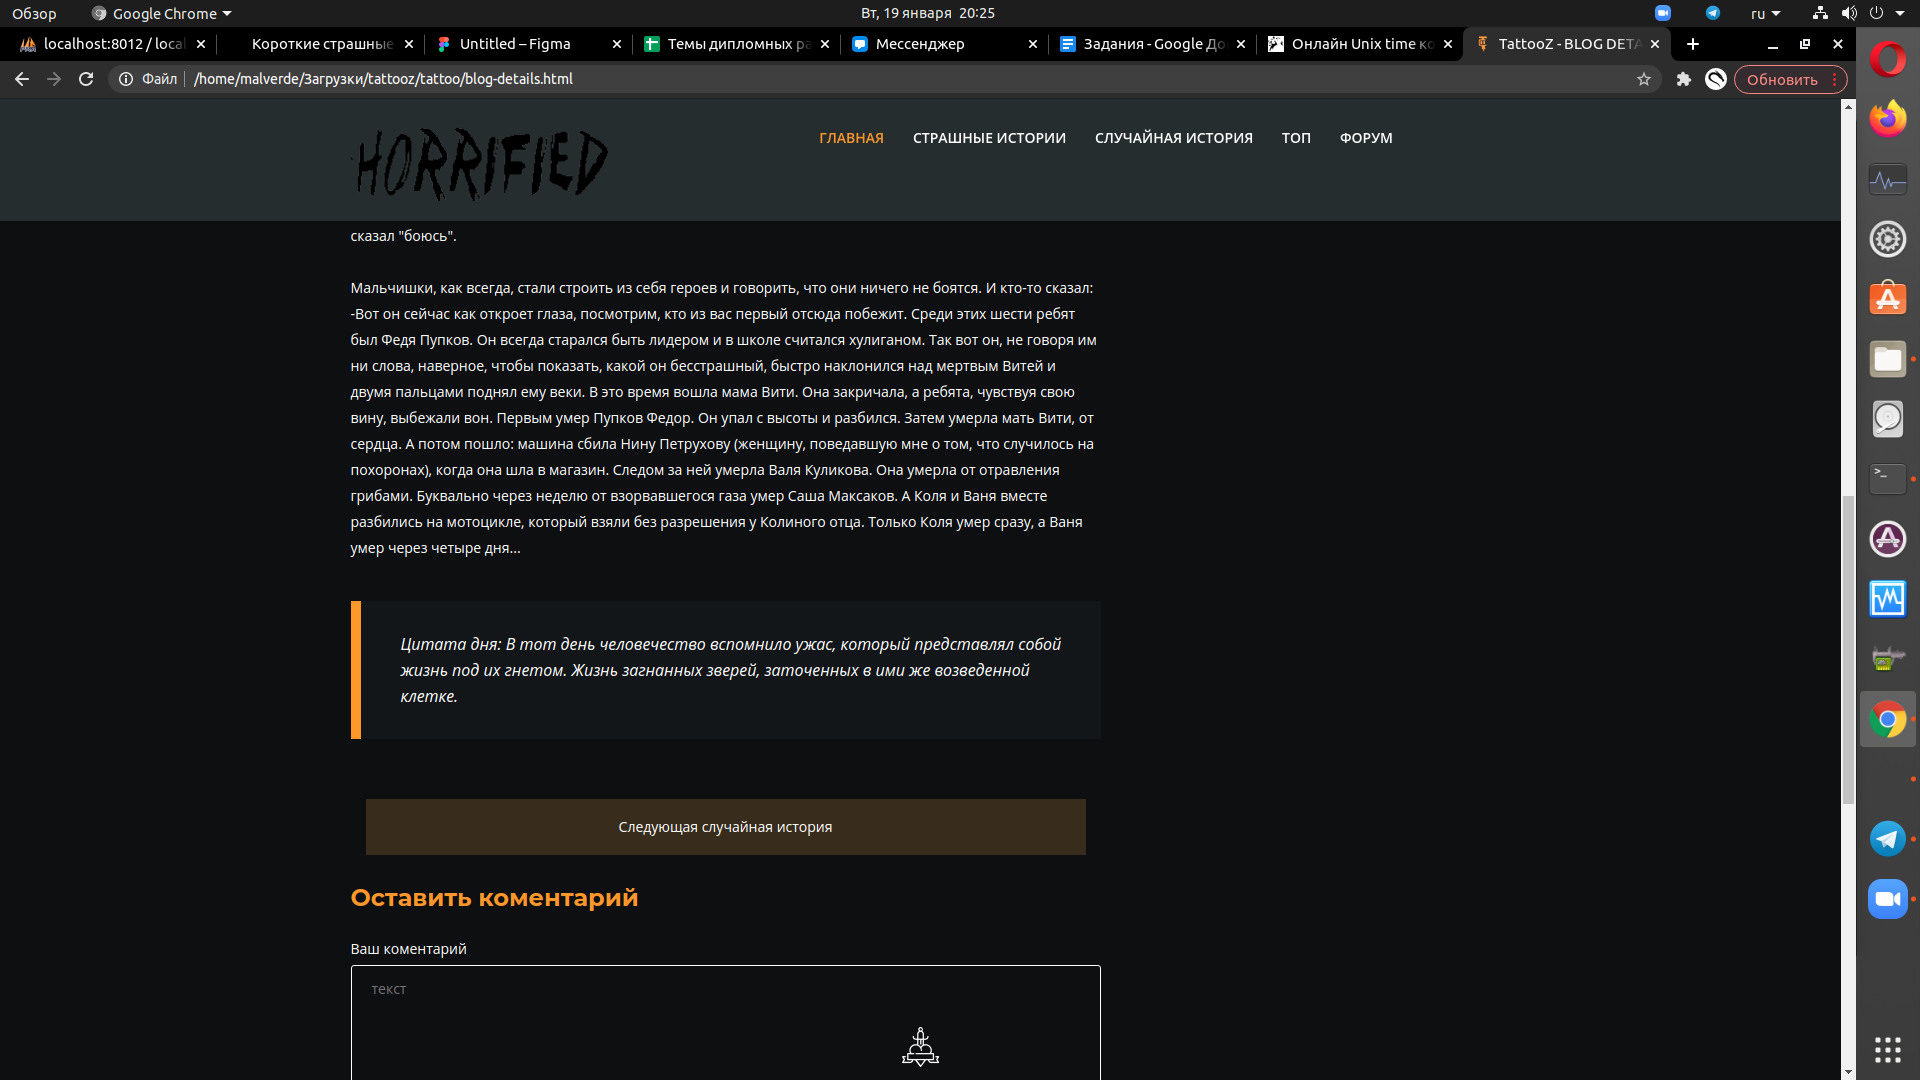 Обзор
Google Chrome
Вт, 19 января 20:25
ru
localhost:8012 / local
Короткие страшные
Untitled – Figma
Темы дипломных ра
Мессенджер
Задания - Google До
Онлайн Unix time ко
TattooZ - BLOG DETA
Файл
/home/malverde/Загрузки/tattooz/tattoo/blog-details.html
Обновить
HORRIFIED
ГЛАВНАЯ
СТРАШНЫЕ ИСТОРИИ
СЛУЧАЙНАЯ ИСТОРИЯ
ТОП
ФОРУМ
сказал "боюсь".
Мальчишки, как всегда, стали строить из себя героев и говорить, что они ничего не боятся. И кто-то сказал:
-Вот он сейчас как откроет глаза, посмотрим, кто из вас первый отсюда побежит. Среди этих шести ребят
был Федя Пупков. Он всегда старался быть лидером и в школе считался хулиганом. Так вот он, не говоря им
ни слова, наверное, чтобы показать, какой он бесстрашный, быстро наклонился над мертвым Витей и
двумя пальцами поднял ему веки. В это время вошла мама Вити. Она закричала, а ребята, чувствуя свою
вину, выбежали вон. Первым умер Пупков Федор. Он упал с высоты и разбился. Затем умерла мать Вити, от
сердца. А потом пошло: машина сбила Нину Петрухову (женщину, поведавшую мне о том, что случилось на
похоронах), когда она шла в магазин. Следом за ней умерла Валя Куликова. Она умерла от отравления
грибами. Буквально через неделю от взорвавшегося газа умер Саша Максаков. А Коля и Ваня вместе
разбились на мотоцикле, который взяли без разрешения у Колиного отца. Только Коля умер сразу, а Ваня
умер через четыре дня...
Цитата дня: В тот день человечество вспомнило ужас, который представлял собой
жизнь под их гнетом. Жизнь загнанных зверей, заточенных в ими же возведенной
клетке.
Следующая случайная история
Оставить коментарий
Ваш коментарий
текст